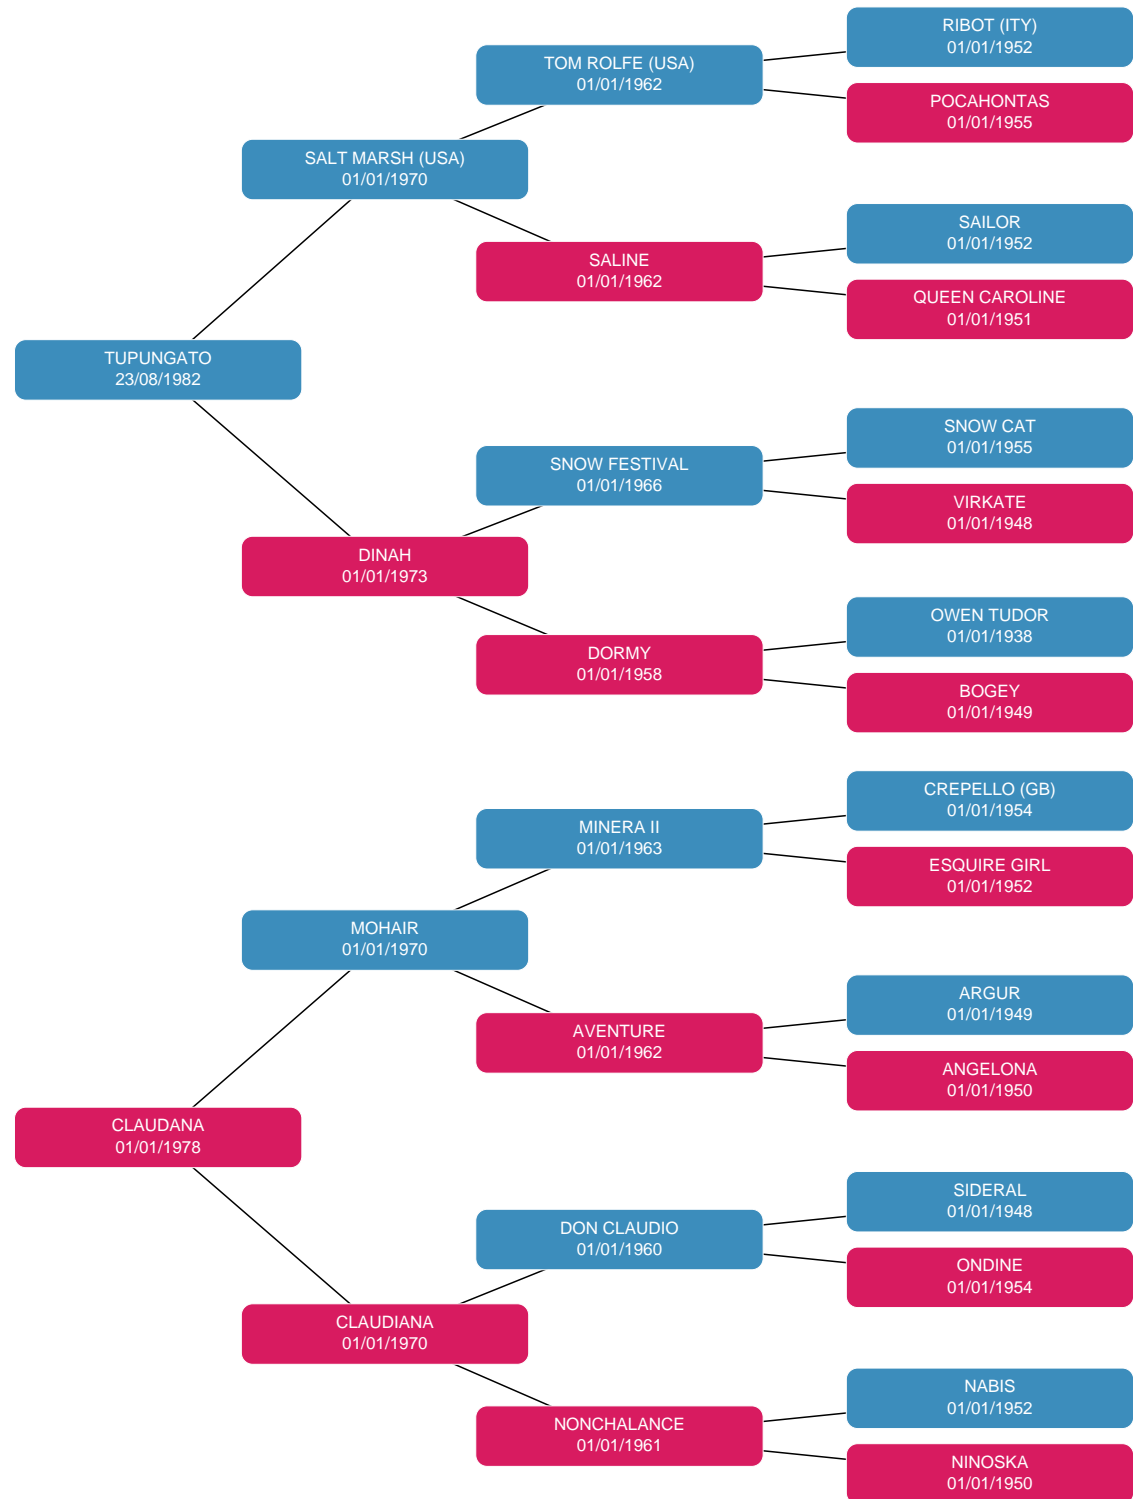 RIBOT (ITY)
01/01/1952
TOM ROLFE (USA)
01/01/1962
POCAHONTAS
01/01/1955
SALT MARSH (USA)
01/01/1970
SAILOR
01/01/1952
SALINE
01/01/1962
QUEEN CAROLINE
01/01/1951
TUPUNGATO
23/08/1982
SNOW CAT
01/01/1955
SNOW FESTIVAL
01/01/1966
VIRKATE
01/01/1948
DINAH
01/01/1973
OWEN TUDOR
01/01/1938
DORMY
01/01/1958
BOGEY
01/01/1949
CREPELLO (GB)
01/01/1954
MINERA II
01/01/1963
ESQUIRE GIRL
01/01/1952
MOHAIR
01/01/1970
ARGUR
01/01/1949
AVENTURE
01/01/1962
ANGELONA
01/01/1950
CLAUDANA
01/01/1978
SIDERAL
01/01/1948
DON CLAUDIO
01/01/1960
ONDINE
01/01/1954
CLAUDIANA
01/01/1970
NABIS
01/01/1952
NONCHALANCE
01/01/1961
NINOSKA
01/01/1950